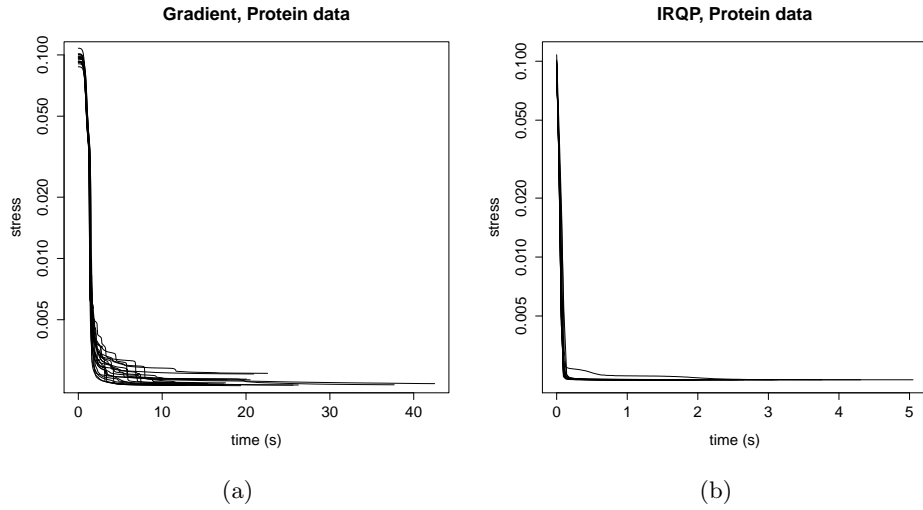 Gradient, Protein data
stress
0.100
0.050
0.020
0.010
0.005
0 10 20 30 40
time (s)
(a)
IRQP, Protein data
stress
0.100
0.050
0.020
0.010
0.005
0 1 2 3 4 5
time (s)
(b)